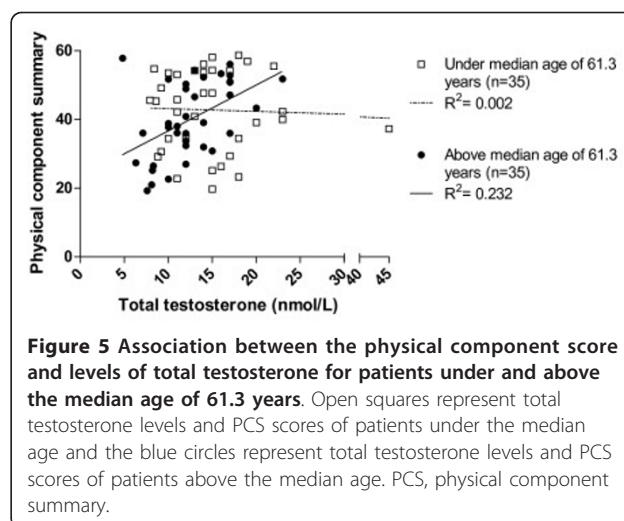 60
40
20
0
Physical component summary
0
5
10
15
20
25
30
40
45
Total testosterone (nmol/L)
Under median age of 61.3
years (n=35)
R²= 0.002
Above median age of 61.3
years (n=35)
R²= 0.232
Figure 5 Association between the physical component score
and levels of total testosterone for patients under and above
the median age of 61.3 years. Open squares represent total
testosterone levels and PCS scores of patients under the median
age and the blue circles represent total testosterone levels and PCS
scores of patients above the median age. PCS, physical component
summary.